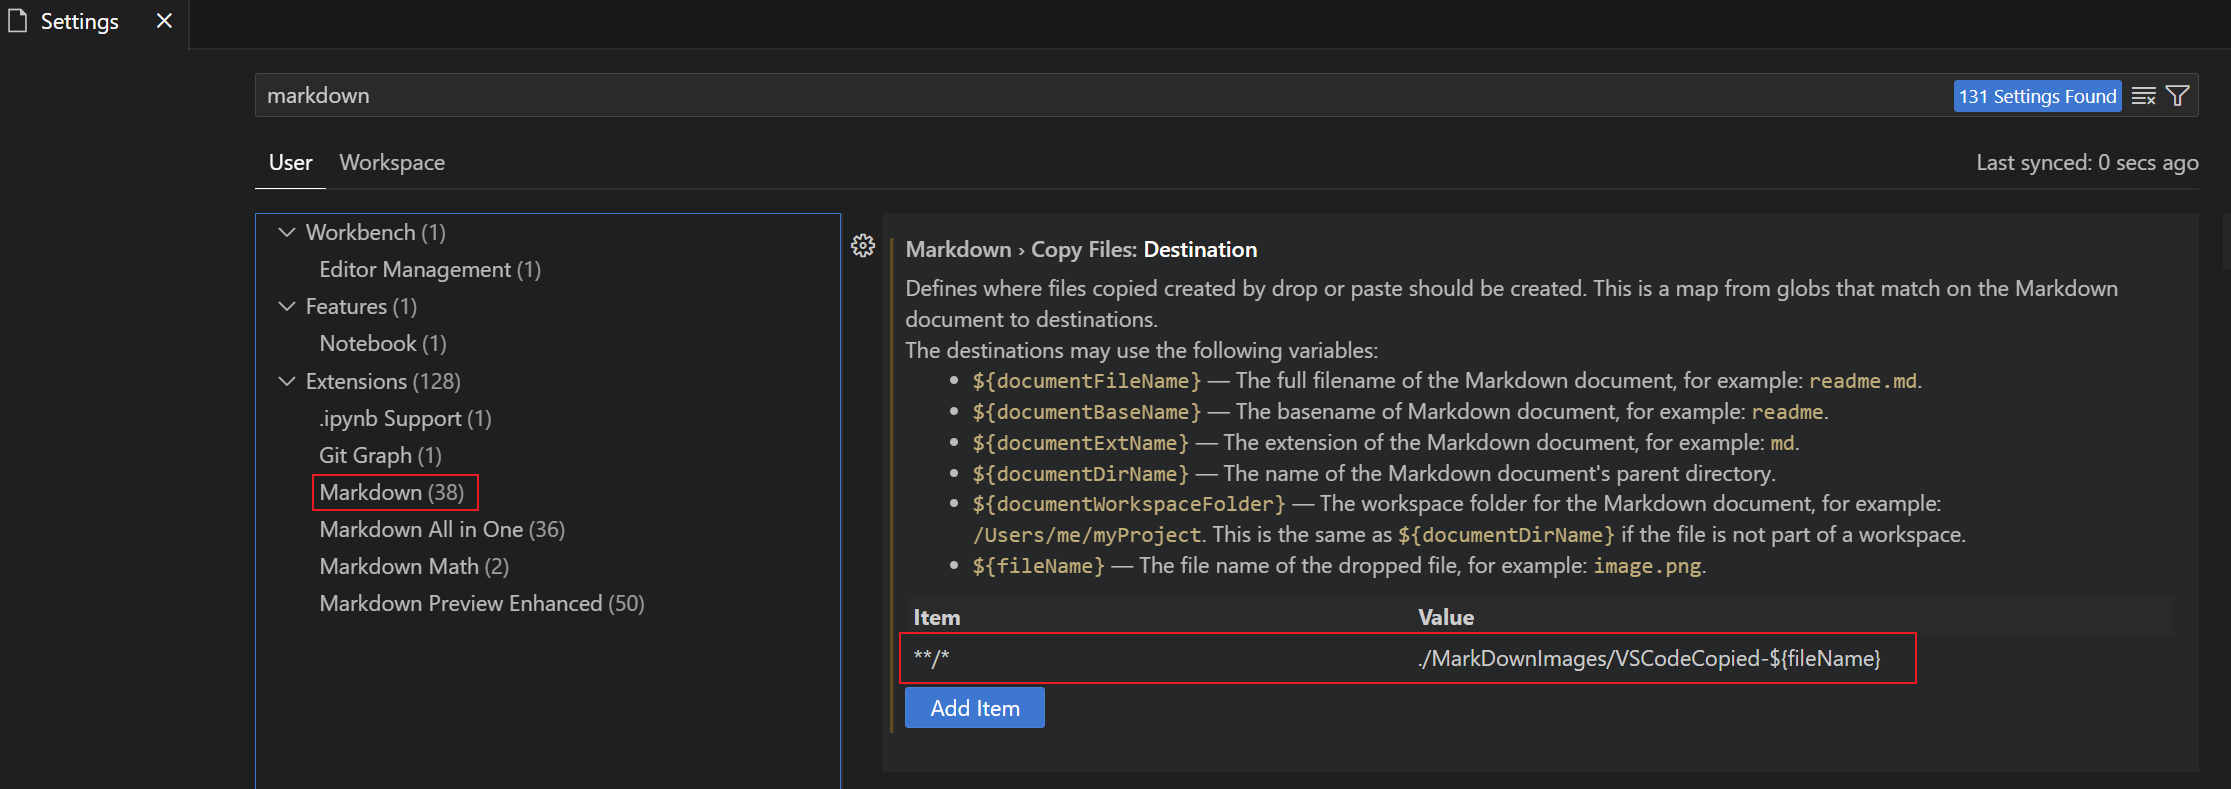 Settings
markdown
131 Settings Found
User Workspace
Last synced: 0 secs ago
Workbench (1)
Editor Management (1)
Features (1)
Notebook (1)
Extensions (128)
.ipynb Support (1)
Git Graph (1)
Markdown (38)
Markdown All in One (36)
Markdown Math (2)
Markdown Preview Enhanced (50)
Markdown › Copy Files: Destination
Defines where files copied created by drop or paste should be created. This is a map from globs that match on the Markdown
document to destinations.
The destinations may use the following variables:
• ${documentFileName} — The full filename of the Markdown document, for example: readme.md.
• ${documentBaseName} — The basename of Markdown document, for example: readme.
• ${documentExtName} — The extension of the Markdown document, for example: md.
• ${documentDirName} — The name of the Markdown document's parent directory.
• ${documentWorkspaceFolder} — The workspace folder for the Markdown document, for example:
/Users/me/myProject. This is the same as ${documentDirName} if the file is not part of a workspace.
• ${fileName} — The file name of the dropped file, for example: image.png.
Item Value
**/* ./MarkDownImages/VSCodeCopied-${fileName}
Add Item